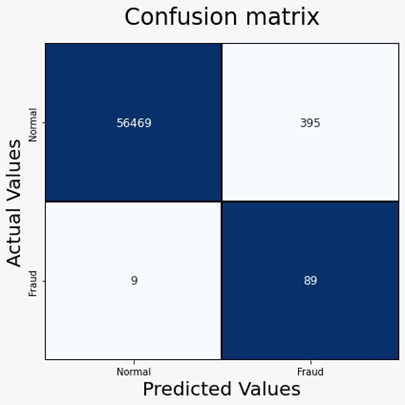 Confusion matrix
Actual Values
Normal
56469
395
Fraud
9
89
Normal
Fraud
Predicted Values